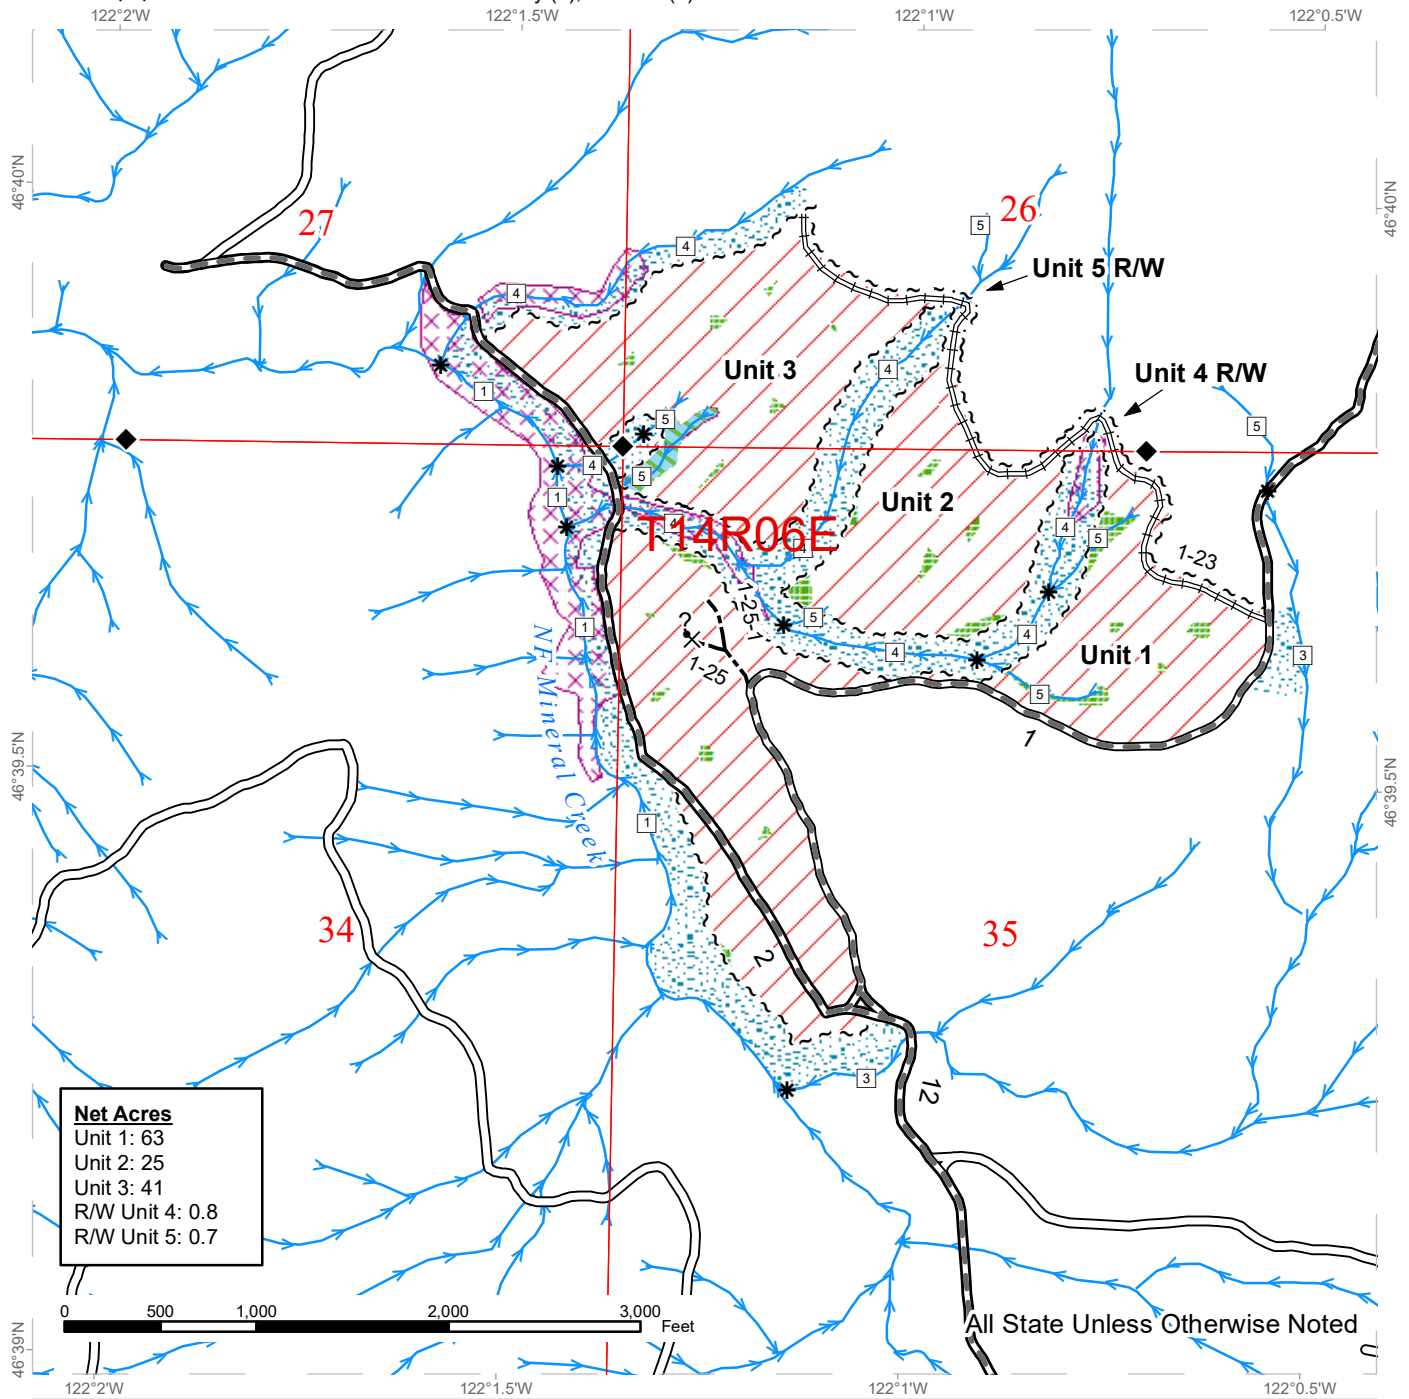 122°2'W
122°1.5'W
122°1'W
122°0.5'W
46°40'N
46°40'N
27
26
5
4
Unit 5 R/W
4
Unit 3
4
Unit 4 R/W
1
5
5
4
5
1
Unit 2
4
T14R06E
4
4
5
1-23
1-25-1
5
1
4
4
3
?
1-25
Unit 1
5
NF Mineral Creek
1
46°39.5'N
46°39.5'N
1
34
35
2
3
12
Net Acres
Unit 1: 63
Unit 2: 25
Unit 3: 41
R/W Unit 4: 0.8
R/W Unit 5: 0.7
0 500 1,000 2,000 3,000
Feet
All State Unless Otherwise Noted
46°39'N
122°2'W
122°1.5'W
122°1'W
122°0.5'W